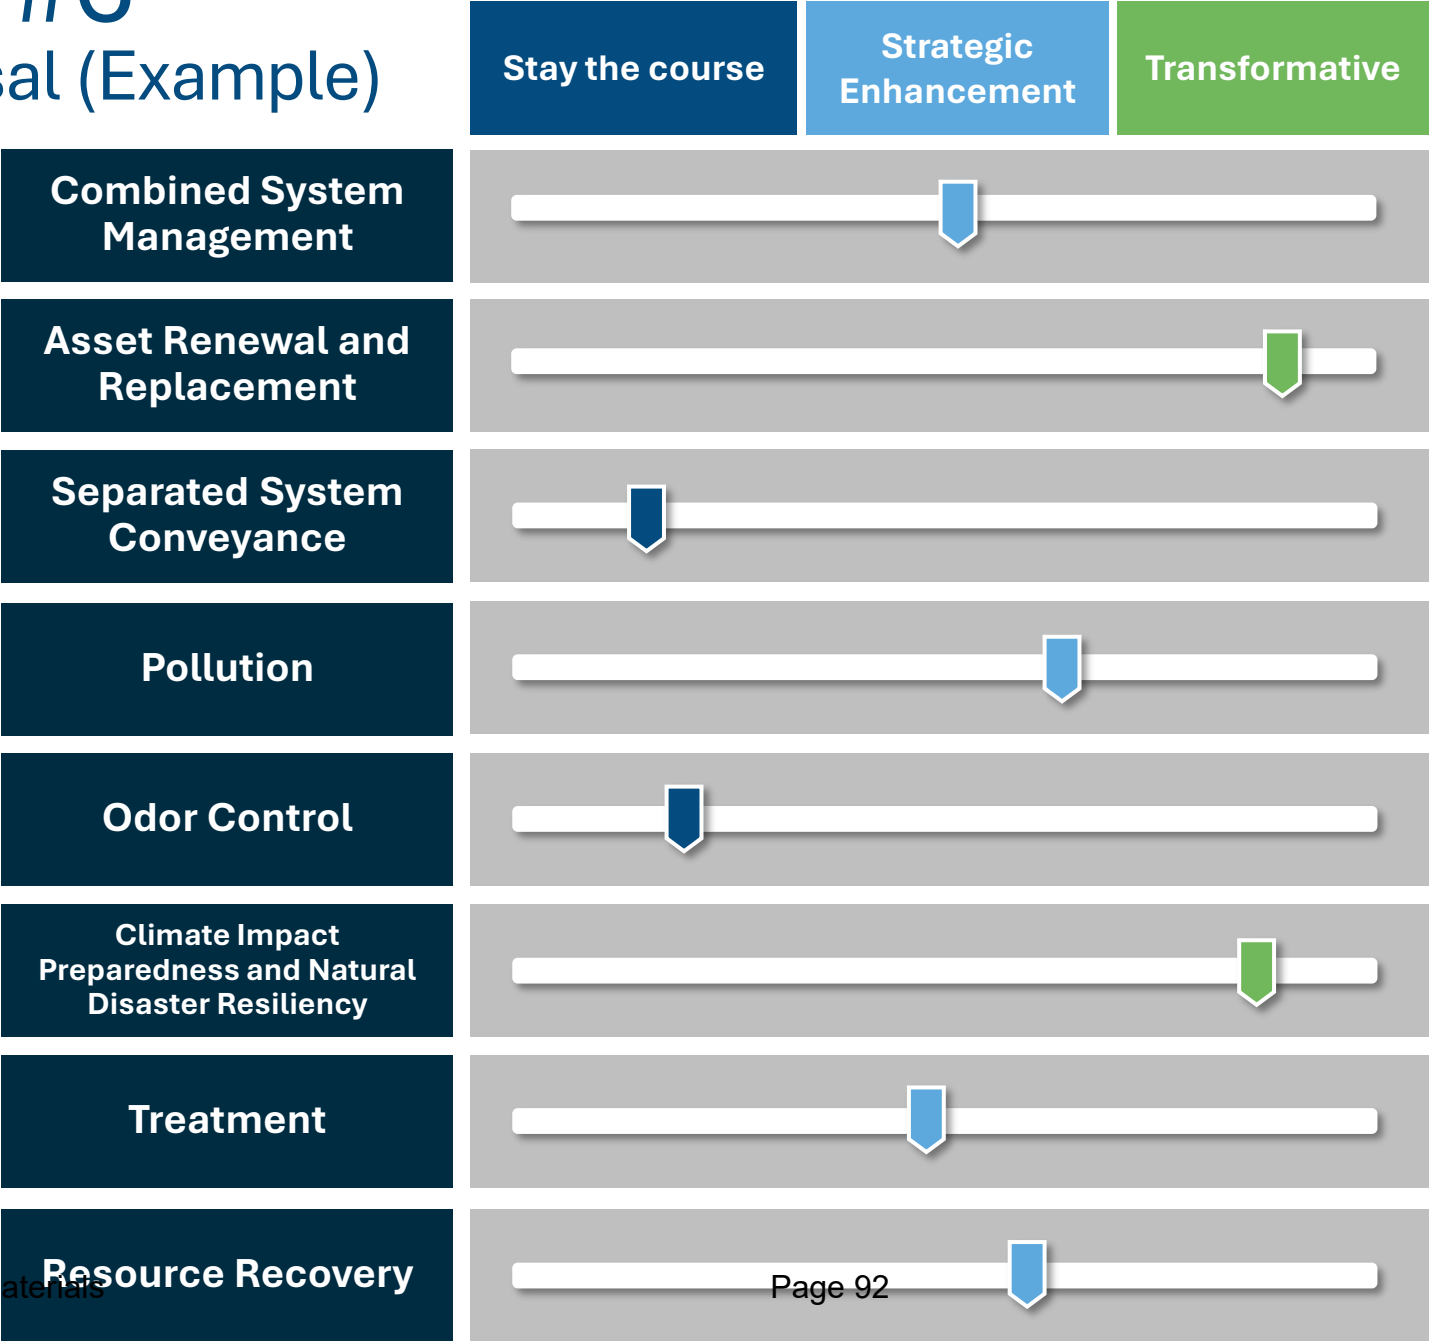 (Example)
Stay the course
Strategic
Enhancement
Transformative
Combined System
Management
Asset Renewal and
Replacement
Separated System
Conveyance
Pollution
Odor Control
Climate Impact
Preparedness and Natural
Disaster Resiliency
Treatment
Resource Recovery
Page 92